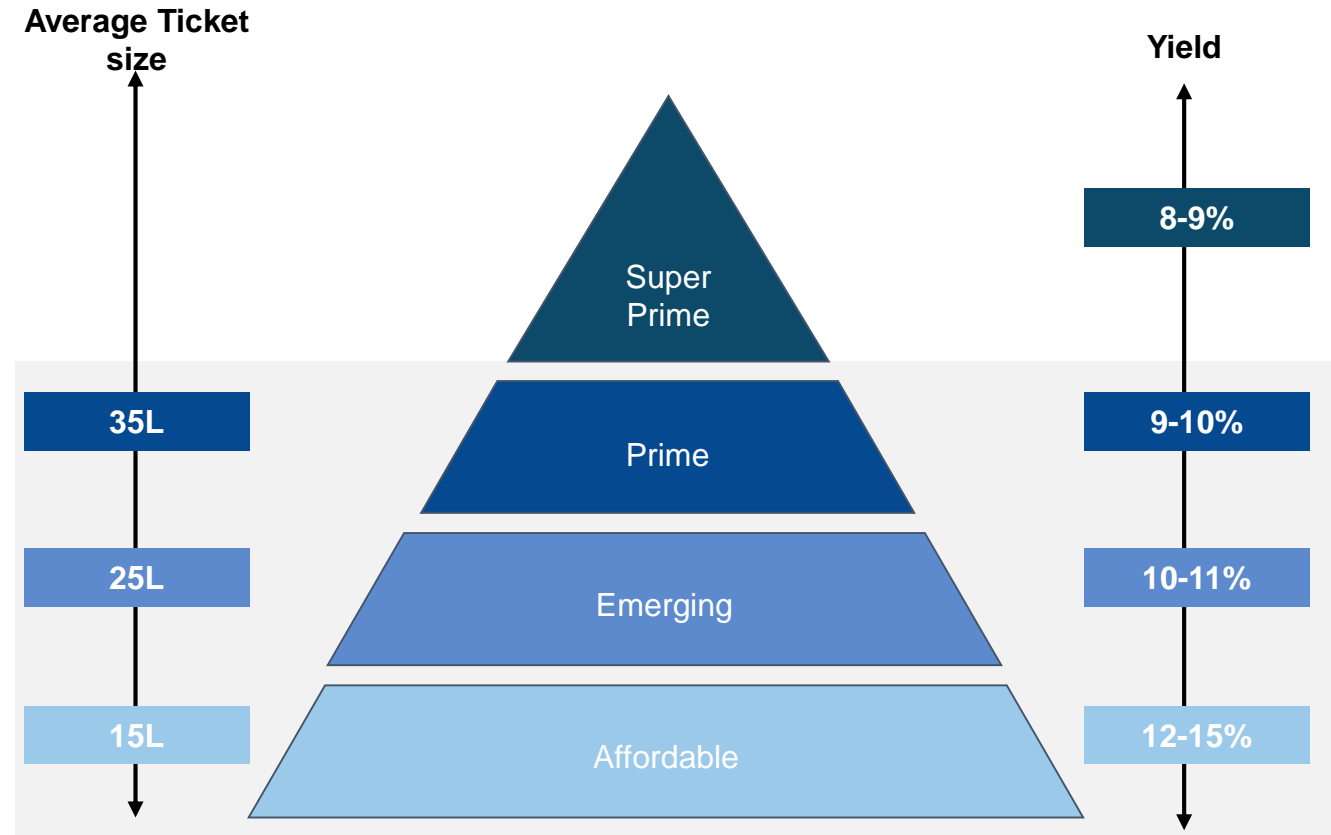 Average Ticket
size
Yield
8-9%
Super
Prime
35L
Prime
9-10%
25L
Emerging
10-11%
15L
Affordable
12-15%